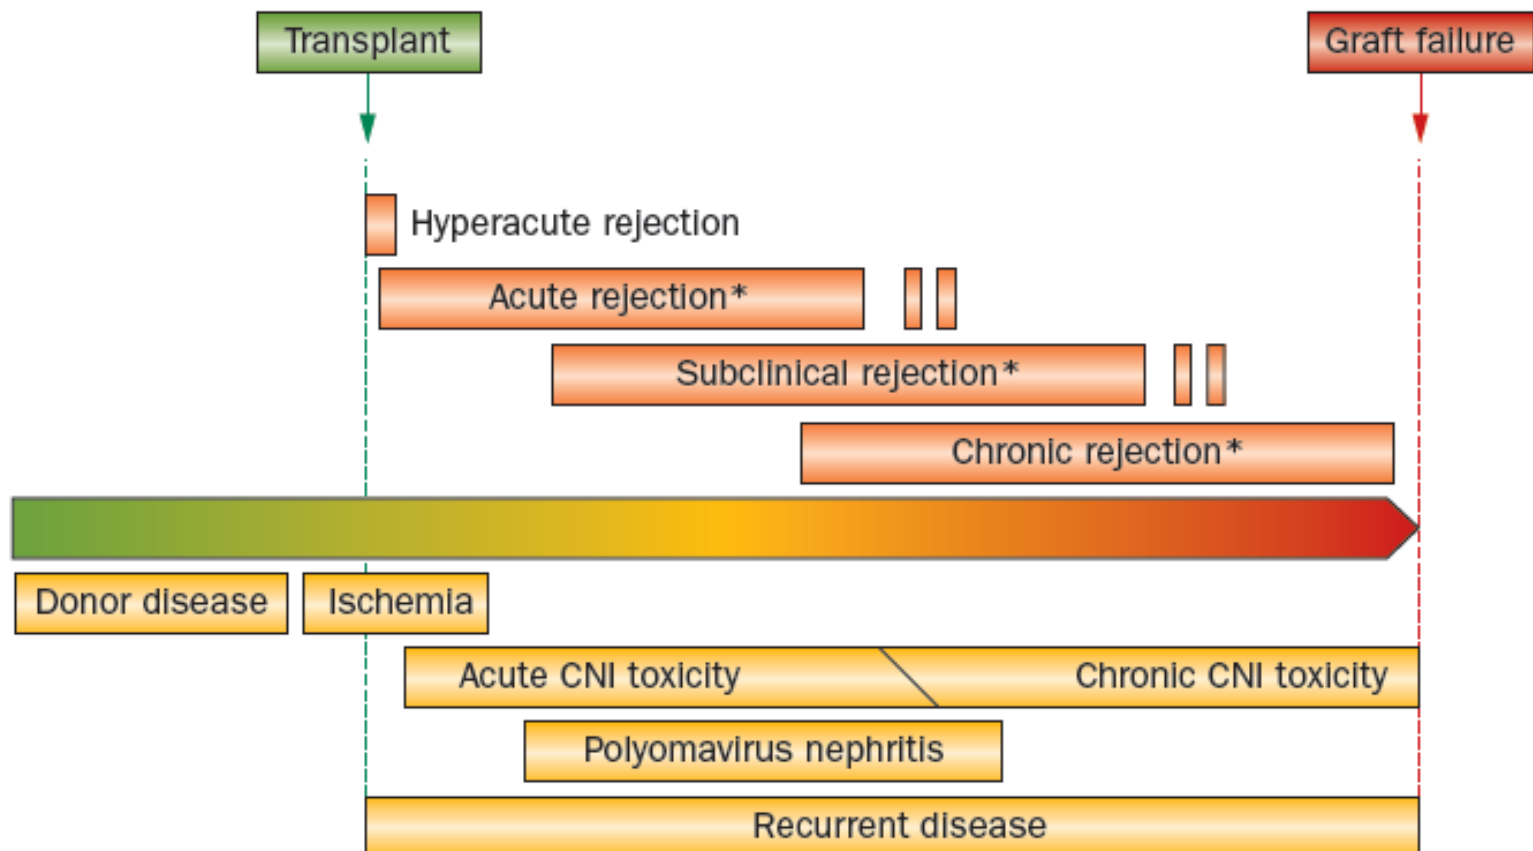 Transplant
Graft failure
Hyperacute rejection
Acute rejection*
Subclinical rejection*
Chronic rejection*
Donor disease
Ischemia
Acute CNI toxicity
Chronic CNI toxicity
Polyomavirus nephritis
Recurrent disease